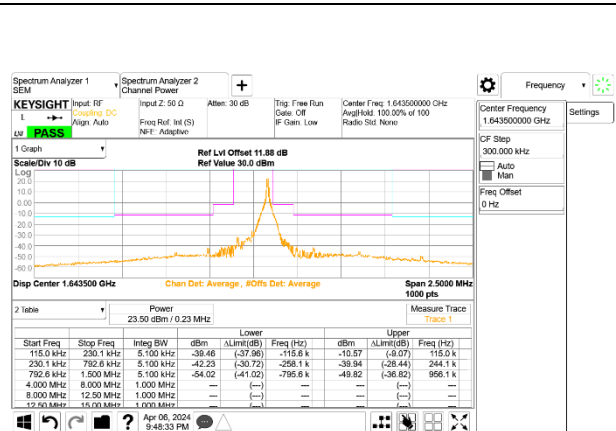 Spectrum Analyzer 1
SEM
Spectrum Analyzer 2
Channel Power
+
Frequency
KEYSIGHT
Input: RF
Coupling: DC
Align: Auto
Input Z: 50 Ω
Freq Ref: Int (S)
NFE: Adaptive
Atten: 30 dB
Trig: Free Run
Gate: Off
IF Gain: Low
Center Freq: 1.643500000 GHz
Avg|Hold: 100.0% of 100
Radio Std: None
L
PASS
Center Frequency
1.643500000 GHz
Settings
CF Step
300.000 kHz
Auto
Man
Freq Offset
0 Hz
1 Graph
Scale/Div 10 dB
Ref Lvl Offset 11.88 dB
Ref Value 30.0 dBm
Log
20.0
10.0
0.00
-10.0
-20.0
-30.0
-40.0
-50.0
-60.0
Disp Center 1.643500 GHz
Chan Det: Average , #Offs Det: Average
Span 2.5000 MHz
1000 pts
2 Table
Power
23.50 dBm / 0.23 MHz
Measure Trace
Trace 1
Lower Upper
Start Freq Stop Freq Integ BW dBm ΔLimit(dB) Freq (Hz) dBm ΔLimit(dB) Freq (Hz)
115.0 kHz 230.1 kHz 5.100 kHz -39.46 (-37.96) -115.6 k -10.57 (-9.07) 115.0 k
230.1 kHz 792.6 kHz 5.100 kHz -42.23 (-30.72) -258.1 k -39.94 (-28.44) 244.1 k
792.6 kHz 1.500 MHz 5.100 kHz -54.02 (-41.02) -795.6 k -49.82 (-36.82) 956.1 k
4.000 MHz 8.000 MHz 1.000 MHz --- (---) --- --- (---) ---
8.000 MHz 12.50 MHz 1.000 MHz --- (---) --- --- (---) ---
12.50 MHz 15.00 MHz 1.000 MHz --- (---) --- --- (---) ---
?
Apr 06, 2024
9:48:33 PM